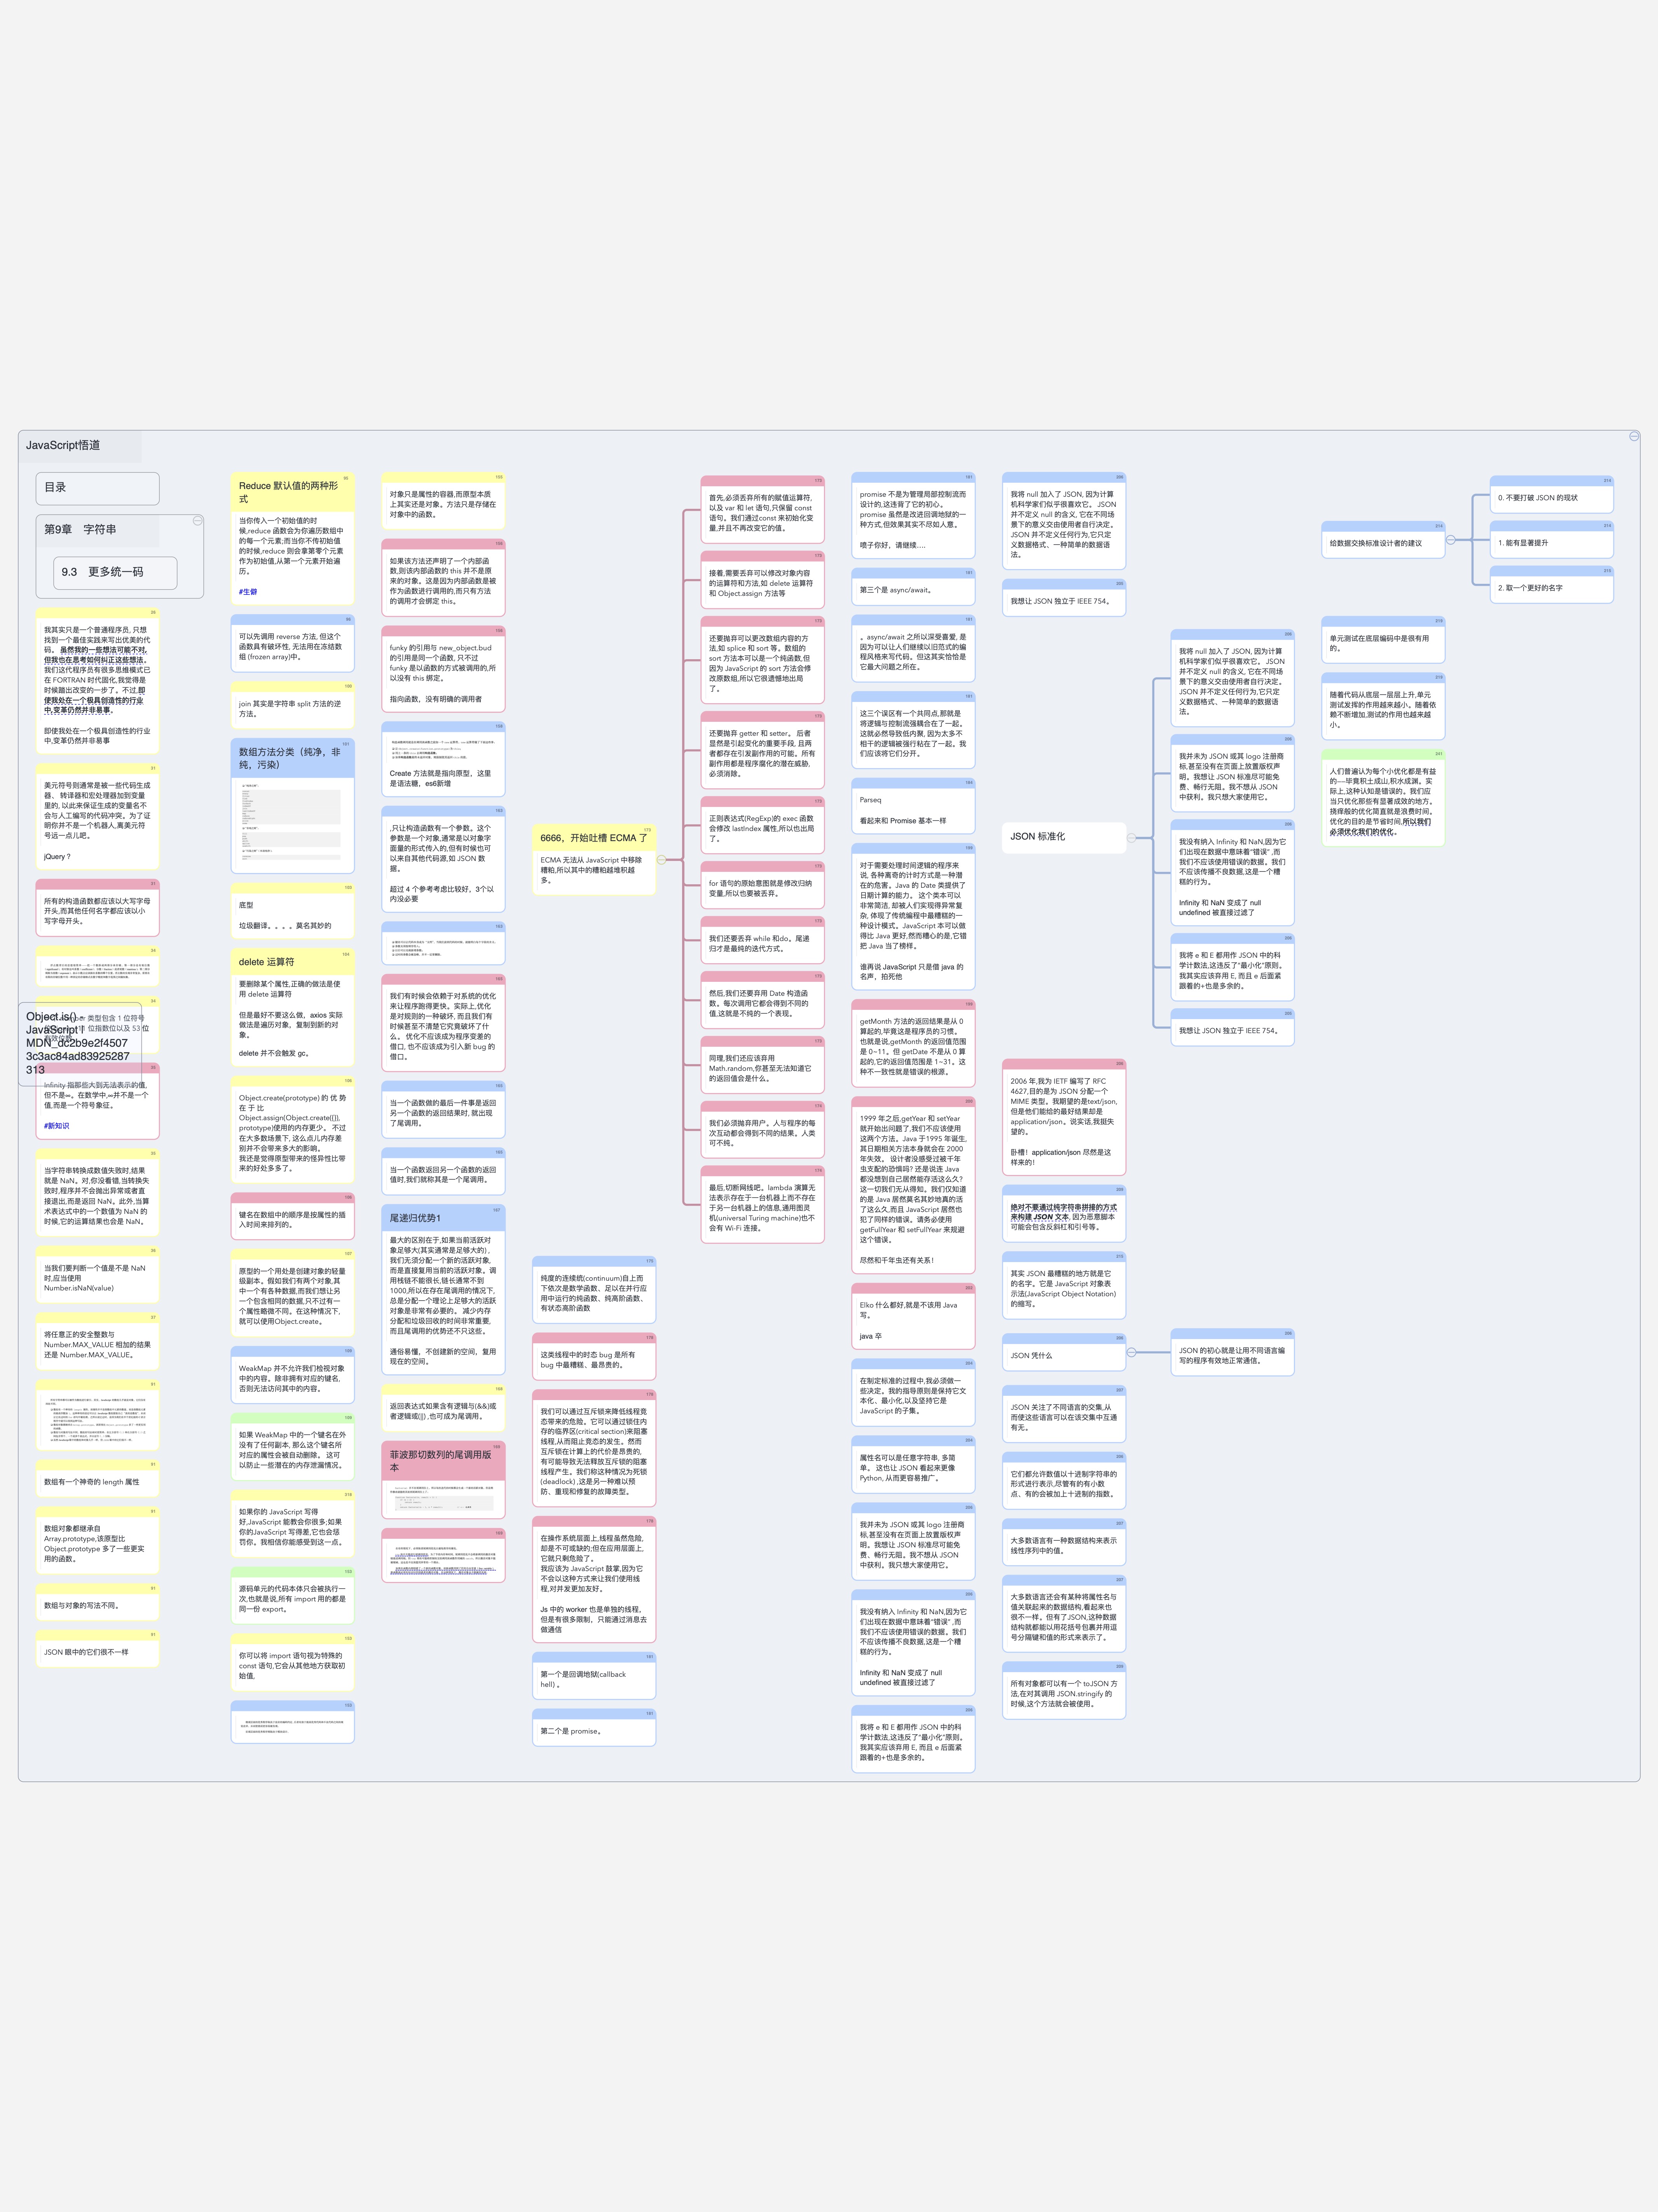 JavaScript悟道
目录
第9章 字符串
9.3 更多统一码
我其实只是一个普通程序员, 只想
找到一个最佳实践来写出优美的代
码。 虽然我的一些想法可能不对,
但我也在思考如何纠正这些想法。
我们这代程序员有很多思维模式已
在 FORTRAN 时代固化,我觉得是
时候踏出改变的一步了。不过,即
使我处在一个极具创造性的行业
中,变革仍然并非易事。
即使我处在一个极具创造性的行业
中,变革仍然并非易事
美元符号则通常是被一些代码生成
器、 转译器和宏处理器加到变量
里的, 以此来保证生成的变量名不
会与人工编写的代码冲突。为了证
明你并不是一个机器人,离美元符
号远一点儿吧。
jQuery ?
所有的构造函数都应该以大写字母
开头,而其他任何名字都应该以小
写字母开头。
Object.is() -
JavaScript |
MDN_dc2b9e2f4507
3c3ac84ad83925287
313
Infinity 指那些大到无法表示的值,
但不是∞。在数学中,∞并不是一个
值,而是一个符号象征。
#新知识
当字符串转换成数值失败时,结果
就是 NaN。对,你没看错,当转换失
败时,程序并不会抛出异常或者直
接退出,而是返回 NaN。此外,当算
术表达式中的一个数值为 NaN 的
时候,它的运算结果也会是 NaN。
当我们要判断一个值是不是 NaN
时,应当使用
Number.isNaN(value)
将任意正的安全整数与
Number.MAX_VALUE 相加的结果
还是 Number.MAX_VALUE。
数组有一个神奇的 length 属性
数组对象都继承自
Array.prototype,该原型比
Object.prototype 多了一些更实
用的函数。
数组与对象的写法不同。
JSON 眼中的它们很不一样
Reduce 默认值的两种形
式
当你传入一个初始值的时
候,reduce 函数会为你遍历数组中
的每一个元素;而当你不传初始值
的时候,reduce 则会拿第零个元素
作为初始值,从第一个元素开始遍
历。
#生僻
可以先调用 reverse 方法, 但这个
函数具有破坏性, 无法用在冻结数
组 (frozen array)中。
join 其实是字符串 split 方法的逆
方法。
数组方法分类（纯净，非
纯，污染）
底型
垃圾翻译。。。。莫名其妙的
delete 运算符
要删除某个属性,正确的做法是使
用 delete 运算符
但是最好不要这么做，axios 实际
做法是遍历对象，复制到新的对
象。
delete 并不会触发 gc。
Object.create(prototype) 的 优 势
在 于 比
Object.assign(Object.create({}),
prototype)使用的内存更少。 不过
在大多数场景下, 这么点儿内存差
别并不会带来多大的影响。
我还是觉得原型带来的怪异性比带
来的好处多多了。
键名在数组中的顺序是按属性的插
入时间来排列的。
原型的一个用处是创建对象的轻量
级副本。假如我们有两个对象,其
中一个有各种数据,而我们想让另
一个包含相同的数据,只不过有一
个属性略微不同。在这种情况下,
就可以使用Object.create。
WeakMap 并不允许我们检视对象
中的内容。除非拥有对应的键名,
否则无法访问其中的内容。
如果 WeakMap 中的一个键名在外
没有了任何副本, 那么这个键名所
对应的属性会被自动删除。 这可
以防止一些潜在的内存泄漏情况。
如果你的 JavaScript 写得
好,JavaScript 能教会你很多;如果
你的JavaScript 写得差,它也会惩
罚你。我相信你能感受到这一点。
源码单元的代码本体只会被执行一
次,也就是说,所有 import 用的都是
同一份 export。
你可以将 import 语句视为特殊的
const 语句,它会从其他地方获取初
始值,
对象只是属性的容器,而原型本质
上其实还是对象。方法只是存储在
对象中的函数。
如果该方法还声明了一个内部函
数,则该内部函数的 this 并不是原
来的对象。这是因为内部函数是被
作为函数进行调用的,而只有方法
的调用才会绑定 this。
funky 的引用与 new_object.bud
的引用是同一个函数, 只不过
funky 是以函数的方式被调用的,所
以没有 this 绑定。
指向函数，没有明确的调用者
Create 方法就是指向原型，这里
是语法糖，es6新增
,只让构造函数有一个参数。这个
参数是一个对象,通常是以对象字
面量的形式传入的,但有时候也可
以来自其他代码源,如 JSON 数
据。
超过 4 个参考考虑比较好，3个以
内没必要
我们有时候会依赖于对系统的优化
来让程序跑得更快。实际上,优化
是对规则的一种破坏, 而且我们有
时候甚至不清楚它究竟破坏了什
么。 优化不应该成为程序变差的
借口, 也不应该成为引入新 bug 的
借口。
当一个函数做的最后一件事是返回
另一个函数的返回结果时, 就出现
了尾调用。
当一个函数返回另一个函数的返回
值时,我们就称其是一个尾调用。
尾递归优势1
最大的区别在于,如果当前活跃对
象足够大(其实通常是足够大的) ,
我们无须分配一个新的活跃对象,
而是直接复用当前的活跃对象。调
用栈链不能很长,链长通常不到
1000,所以在存在尾调用的情况下,
总是分配一个理论上足够大的活跃
对象是非常有必要的。 减少内存
分配和垃圾回收的时间非常重要,
而且尾调用的优势还不只这些。
通俗易懂，不创建新的空间，复用
现在的空间。
返回表达式如果含有逻辑与(&&)或
者逻辑或(||) ,也可成为尾调用。
菲波那切数列的尾调用版
本
6666，开始吐槽 ECMA 了
ECMA 无法从 JavaScript 中移除
糟粕,所以其中的糟粕越堆积越
多。
首先,必须丢弃所有的赋值运算符,
以及 var 和 let 语句,只保留 const
语句。我们通过const 来初始化变
量,并且不再改变它的值。
接着,需要丢弃可以修改对象内容
的运算符和方法,如 delete 运算符
和 Object.assign 方法等
还要抛弃可以更改数组内容的方
法,如 splice 和 sort 等。数组的
sort 方法本可以是一个纯函数,但
因为 JavaScript 的 sort 方法会修
改原数组,所以它很遗憾地出局
了。
还要抛弃 getter 和 setter。 后者
显然是引起变化的重要手段, 且两
者都存在引发副作用的可能。所有
副作用都是程序腐化的潜在威胁,
必须消除。
正则表达式(RegExp)的 exec 函数
会修改 lastIndex 属性,所以也出局
了。
for 语句的原始意图就是修改归纳
变量,所以也要被丢弃。
我们还要丢弃 while 和do。尾递
归才是最纯的迭代方式。
然后,我们还要弃用 Date 构造函
数。每次调用它都会得到不同的
值,这就是不纯的一个表现。
同理,我们还应该弃用
Math.random,你甚至无法知道它
的返回值会是什么。
我们必须抛弃用户。人与程序的每
次互动都会得到不同的结果。人类
可不纯。
最后,切断网线吧。lambda 演算无
法表示存在于一台机器上而不存在
于另一台机器上的信息,通用图灵
机(universal Turing machine)也不
会有 Wi-Fi 连接。
纯度的连续统(continuum)自上而
下依次是数学函数、足以在并行应
用中运行的纯函数、纯高阶函数、
有状态高阶函数
这类线程中的时态 bug 是所有
bug 中最糟糕、最昂贵的。
我们可以通过互斥锁来降低线程竞
态带来的危险。它可以通过锁住内
存的临界区(critical section)来阻塞
线程,从而阻止竞态的发生。然而
互斥锁在计算上的代价是昂贵的,
有可能导致无法释放互斥锁的阻塞
线程产生。我们称这种情况为死锁
(deadlock) ,这是另一种难以预
防、重现和修复的故障类型。
在操作系统层面上,线程虽然危险,
却是不可或缺的;但在应用层面上,
它就只剩危险了。
我应该为 JavaScript 鼓掌,因为它
不会以这种方式来让我们使用线
程,对并发更加友好。
Js 中的 worker 也是单独的线程，
但是有很多限制，只能通过消息去
做通信
第一个是回调地狱(callback
hell) 。
第二个是 promise。
promise 不是为管理局部控制流而
设计的,这违背了它的初心。
promise 虽然是改进回调地狱的一
种方式,但效果其实不尽如人意。
喷子你好，请继续....
第三个是 async/await。
。async/await 之所以深受喜爱, 是
因为可以让人们继续以旧范式的编
程风格来写代码。但这其实恰恰是
它最大问题之所在。
这三个误区有一个共同点,那就是
将逻辑与控制流强耦合在了一起。
这就必然导致低内聚, 因为太多不
相干的逻辑被强行粘在了一起。我
们应该将它们分开。
Parseq
看起来和 Promise 基本一样
对于需要处理时间逻辑的程序来
说, 各种离奇的计时方式是一种潜
在的危害。Java 的 Date 类提供了
日期计算的能力。 这个类本可以
非常简洁, 却被人们实现得异常复
杂, 体现了传统编程中最糟糕的一
种设计模式。JavaScript 本可以做
得比 Java 更好,然而糟心的是,它错
把 Java 当了榜样。
谁再说 JavaScript 只是借 java 的
名声，拍死他
getMonth 方法的返回结果是从 0
算起的,毕竟这是程序员的习惯。
也就是说,getMonth 的返回值范围
是 0~11。但 getDate 不是从 0 算
起的,它的返回值范围是 1~31。这
种不一致性就是错误的根源。
1999 年之后,getYear 和 setYear
就开始出问题了,我们不应该使用
这两个方法。Java 于1995 年诞生,
其日期相关方法本身就会在 2000
年失效。 设计者没感受过被千年
虫支配的恐惧吗? 还是说连 Java
都没想到自己居然能存活这么久?
这一切我们无从得知。我们仅知道
的是 Java 居然莫名其妙地真的活
了这么久,而且 JavaScript 居然也
犯了同样的错误。请务必使用
getFullYear 和 setFullYear 来规避
这个错误。
尽然和千年虫还有关系！
Elko 什么都好,就是不该用 Java
写。
java 卒
在制定标准的过程中,我必须做一
些决定。我的指导原则是保持它文
本化、最小化,以及坚持它是
JavaScript 的子集。
属性名可以是任意字符串, 多简
单。 这也让 JSON 看起来更像
Python, 从而更容易推广。
我并未为 JSON 或其 logo 注册商
标,甚至没有在页面上放置版权声
明。我想让 JSON 标准尽可能免
费、畅行无阻。我不想从 JSON
中获利。我只想大家使用它。
我没有纳入 Infinity 和 NaN,因为它
们出现在数据中意味着“错误” ,而
我们不应该使用错误的数据。我们
不应该传播不良数据,这是一个糟
糕的行为。
Infinity 和 NaN 变成了 null
undefined 被直接过滤了
我将 e 和 E 都用作 JSON 中的科
学计数法,这违反了“最小化”原则。
我其实应该弃用 E, 而且 e 后面紧
跟着的+也是多余的。
我将 null 加入了 JSON, 因为计算
机科学家们似乎很喜欢它。 JSON
并不定义 null 的含义, 它在不同场
景下的意义交由使用者自行决定。
JSON 并不定义任何行为,它只定
义数据格式、一种简单的数据语
法。
我想让 JSON 独立于 IEEE 754。
JSON 标准化
我将 null 加入了 JSON, 因为计算
机科学家们似乎很喜欢它。 JSON
并不定义 null 的含义, 它在不同场
景下的意义交由使用者自行决定。
JSON 并不定义任何行为,它只定
义数据格式、一种简单的数据语
法。
我并未为 JSON 或其 logo 注册商
标,甚至没有在页面上放置版权声
明。我想让 JSON 标准尽可能免
费、畅行无阻。我不想从 JSON
中获利。我只想大家使用它。
我没有纳入 Infinity 和 NaN,因为它
们出现在数据中意味着“错误” ,而
我们不应该使用错误的数据。我们
不应该传播不良数据,这是一个糟
糕的行为。
Infinity 和 NaN 变成了 null
undefined 被直接过滤了
我将 e 和 E 都用作 JSON 中的科
学计数法,这违反了“最小化”原则。
我其实应该弃用 E, 而且 e 后面紧
跟着的+也是多余的。
我想让 JSON 独立于 IEEE 754。
2006 年,我为 IETF 编写了 RFC
4627,目的是为 JSON 分配一个
MIME 类型。我期望的是text/json,
但是他们能给的最好结果却是
application/json。说实话,我挺失
望的。
卧槽！application/json 尽然是这
样来的！
绝对不要通过纯字符串拼接的方式
来构建 JSON 文本, 因为恶意脚本
可能会包含反斜杠和引号等。
其实 JSON 最糟糕的地方就是它
的名字。它是 JavaScript 对象表
示法(JavaScript Object Notation)
的缩写。
JSON 凭什么
JSON 的初心就是让用不同语言编
写的程序有效地正常通信。
JSON 关注了不同语言的交集,从
而使这些语言可以在该交集中互通
有无。
它们都允许数值以十进制字符串的
形式进行表示,尽管有的有小数
点、有的会被加上十进制的指数。
大多数语言有一种数据结构来表示
线性序列中的值。
大多数语言还会有某种将属性名与
值关联起来的数据结构,看起来也
很不一样。但有了JSON,这种数据
结构就都能以用花括号包裹并用逗
号分隔键和值的形式来表示了。
所有对象都可以有一个 toJSON 方
法,在对其调用 JSON.stringify 的
时候,这个方法就会被使用。
给数据交换标准设计者的建议
0. 不要打破 JSON 的现状
1. 能有显著提升
2. 取一个更好的名字
单元测试在底层编码中是很有用
的。
随着代码从底层一层层上升,单元
测试发挥的作用越来越小。随着依
赖不断增加,测试的作用也越来越
小。
人们普遍认为每个小优化都是有益
的——毕竟积土成山,积水成渊。实
际上,这种认知是错误的。我们应
当只优化那些有显著成效的地方。
挠痒般的优化简直就是浪费时间。
优化的目的是节省时间,所以我们
必须优化我们的优化。